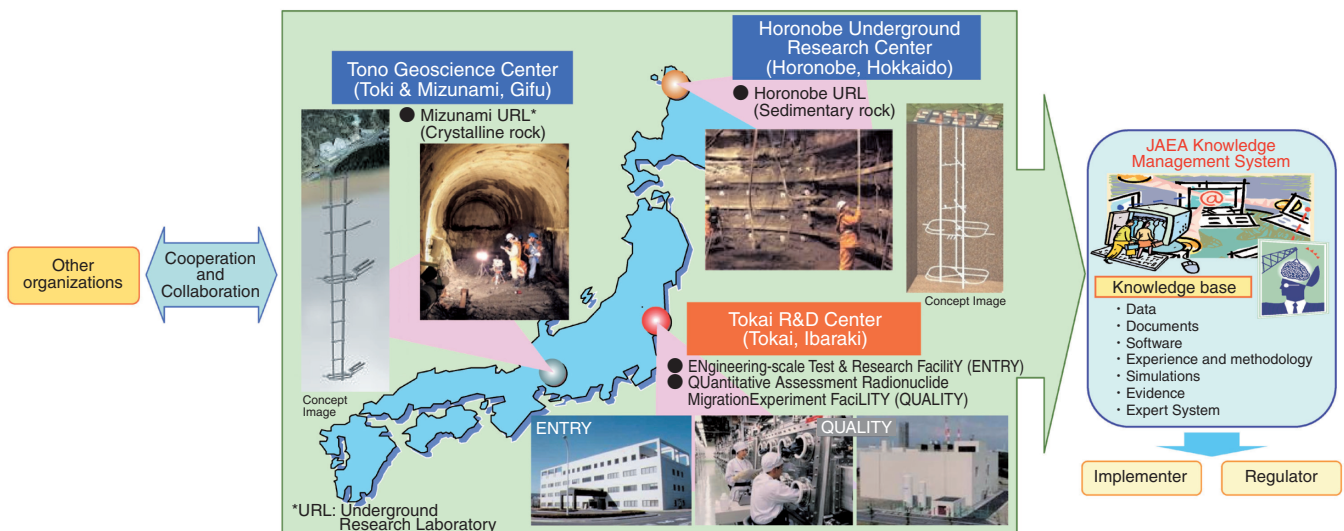 Other
organizations
Cooperation
and
Collaboration
Tono Geoscience Center
(Toki & Mizunami, Gifu)
● Mizunami URL*
(Crystalline rock)
Concept
Image
Horonobe Underground
Research Center
(Horonobe, Hokkaido)
● Horonobe URL
(Sedimentary rock)
Concept Image
Tokai R&D Center
(Tokai, Ibaraki)
● ENgineering-scale Test & Research FacilitY (ENTRY)
● QUantitative Assessment Radionuclide
MigrationExperiment FaciLITY (QUALITY)
ENTRY
QUALITY
*URL: Underground
Research Laboratory
JAEA Knowledge
Management System
@
Knowledge base
・Data
・Documents
・Software
・Experience and methodology
・Simulations
・Evidence
・Expert System
Implementer
Regulator